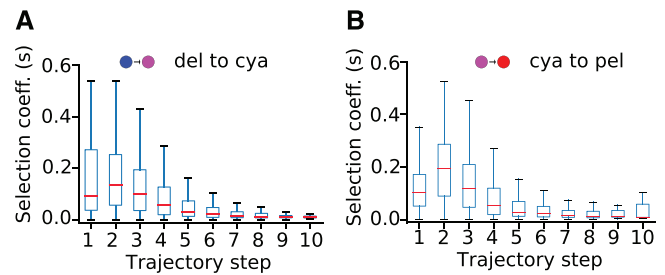 A
del to cya
Selection coeff. (s)
0.6
0.4
0.2
0.0
1 2 3 4 5 6 7 8 9 10
Trajectory step
B
cya to pel
Selection coeff. (s)
0.6
0.4
0.2
0.0
1 2 3 4 5 6 7 8 9 10
Trajectory step